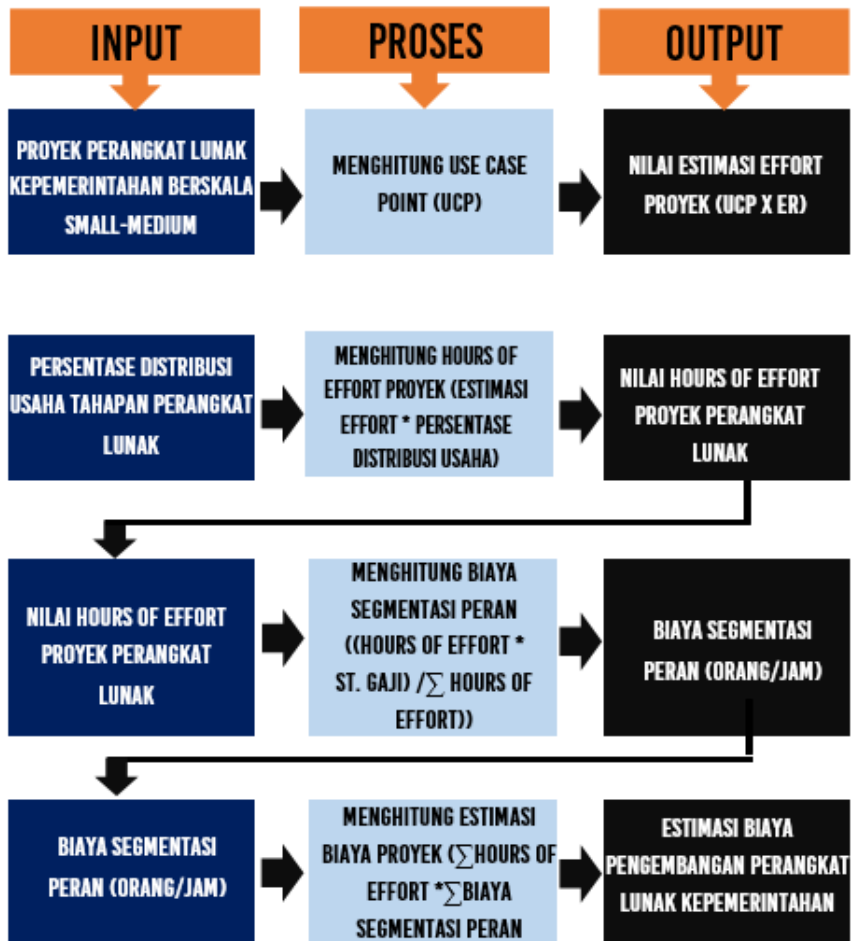 INPUT
PROSES
OUTPUT
PROYEK PERANGKAT LUNAK
KEPEMERINTAHAN BERSKALA
SMALL-MEDIUM
MENGHITUNG USE CASE
POINT (UCP)
NILAI ESTIMASI EFFORT
PROYEK (UCP X ER)
PERSENTASE DISTRIBUSI
USAHA TAHAPAN PERANGKAT
LUNAK
MENGHITUNG HOURS OF
EFFORT PROYEK (ESTIMASI
EFFORT * PERSENTASE
DISTRIBUSI USAHA)
NILAI HOURS OF EFFORT
PROYEK PERANGKAT
LUNAK
NILAI HOURS OF EFFORT
PROYEK PERANGKAT
LUNAK
MENGHITUNG BIAYA
SEGMENTASI PERAN
((HOURS OF EFFORT *
ST. GAJI) /∑ HOURS OF
EFFORT))
BIAYA SEGMENTASI
PERAN (ORANG/JAM)
BIAYA SEGMENTASI
PERAN (ORANG/JAM)
MENGHITUNG ESTIMASI
BIAYA PROYEK (∑HOURS OF
EFFORT *∑BIAYA
SEGMENTASI PERAN
ESTIMASI BIAYA
PENGEMBANGAN PERANGKAT
LUNAK KEPEMERINTAHAN